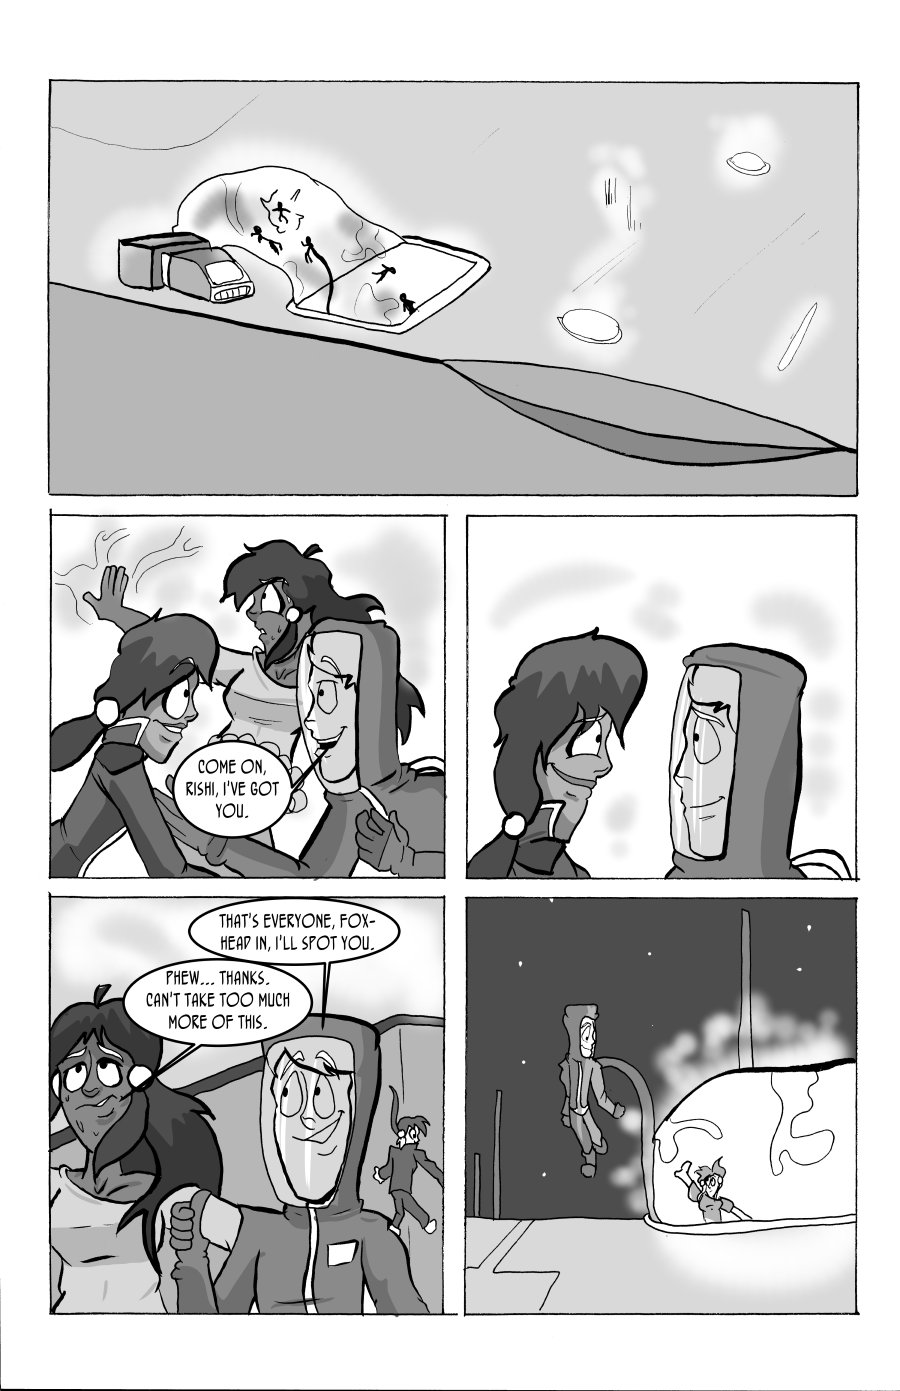 COME ON,
RISHI, I'VE GOT
YOU.
THAT'S EVERYONE, FOX-
HEAD IN, I'LL SPOT YOU.
PHEW... THANKS.
CAN'T TAKE TOO MUCH
MORE OF THIS.